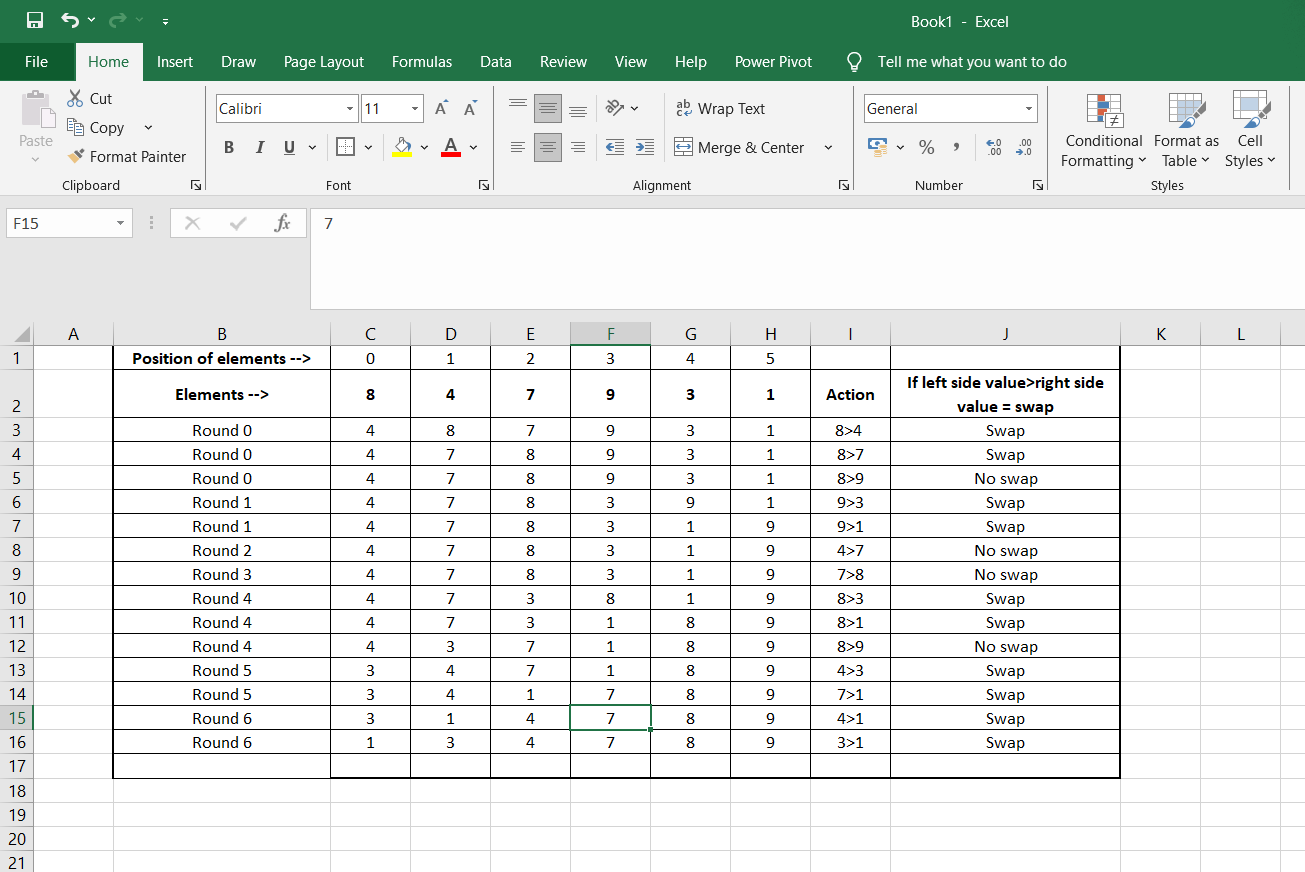 Book1 - Excel
File Home Insert Draw Page Layout Formulas Data Review View Help Power Pivot Tell me what you want to do
Paste
Cut
Copy
Format Painter
Clipboard
Calibri 11 A A
B I U A
Font
ab Wrap Text
Merge & Center
Alignment
General
% , .00 .00
Number
Conditional Formatting
Format as Table
Cell Styles
Styles
F15 fx 7
A B C D E F G H I J K L
1 Position of elements --> 0 1 2 3 4 5
2 Elements --> 8 4 7 9 3 1 Action If left side value>right side
value = swap
3 Round 0 4 8 7 9 3 1 8>4 Swap
4 Round 0 4 7 8 9 3 1 8>7 Swap
5 Round 0 4 7 8 9 3 1 8>9 No swap
6 Round 1 4 7 8 3 9 1 9>3 Swap
7 Round 1 4 7 8 3 1 9 9>1 Swap
8 Round 2 4 7 8 3 1 9 4>7 No swap
9 Round 3 4 7 8 3 1 9 7>8 No swap
10 Round 4 4 7 3 8 1 9 8>3 Swap
11 Round 4 4 7 3 1 8 9 8>1 Swap
12 Round 4 4 3 7 1 8 9 8>9 No swap
13 Round 5 3 4 7 1 8 9 4>3 Swap
14 Round 5 3 4 1 7 8 9 7>1 Swap
15 Round 6 3 1 4 7 8 9 4>1 Swap
16 Round 6 1 3 4 7 8 9 3>1 Swap
17
18
19
20
21